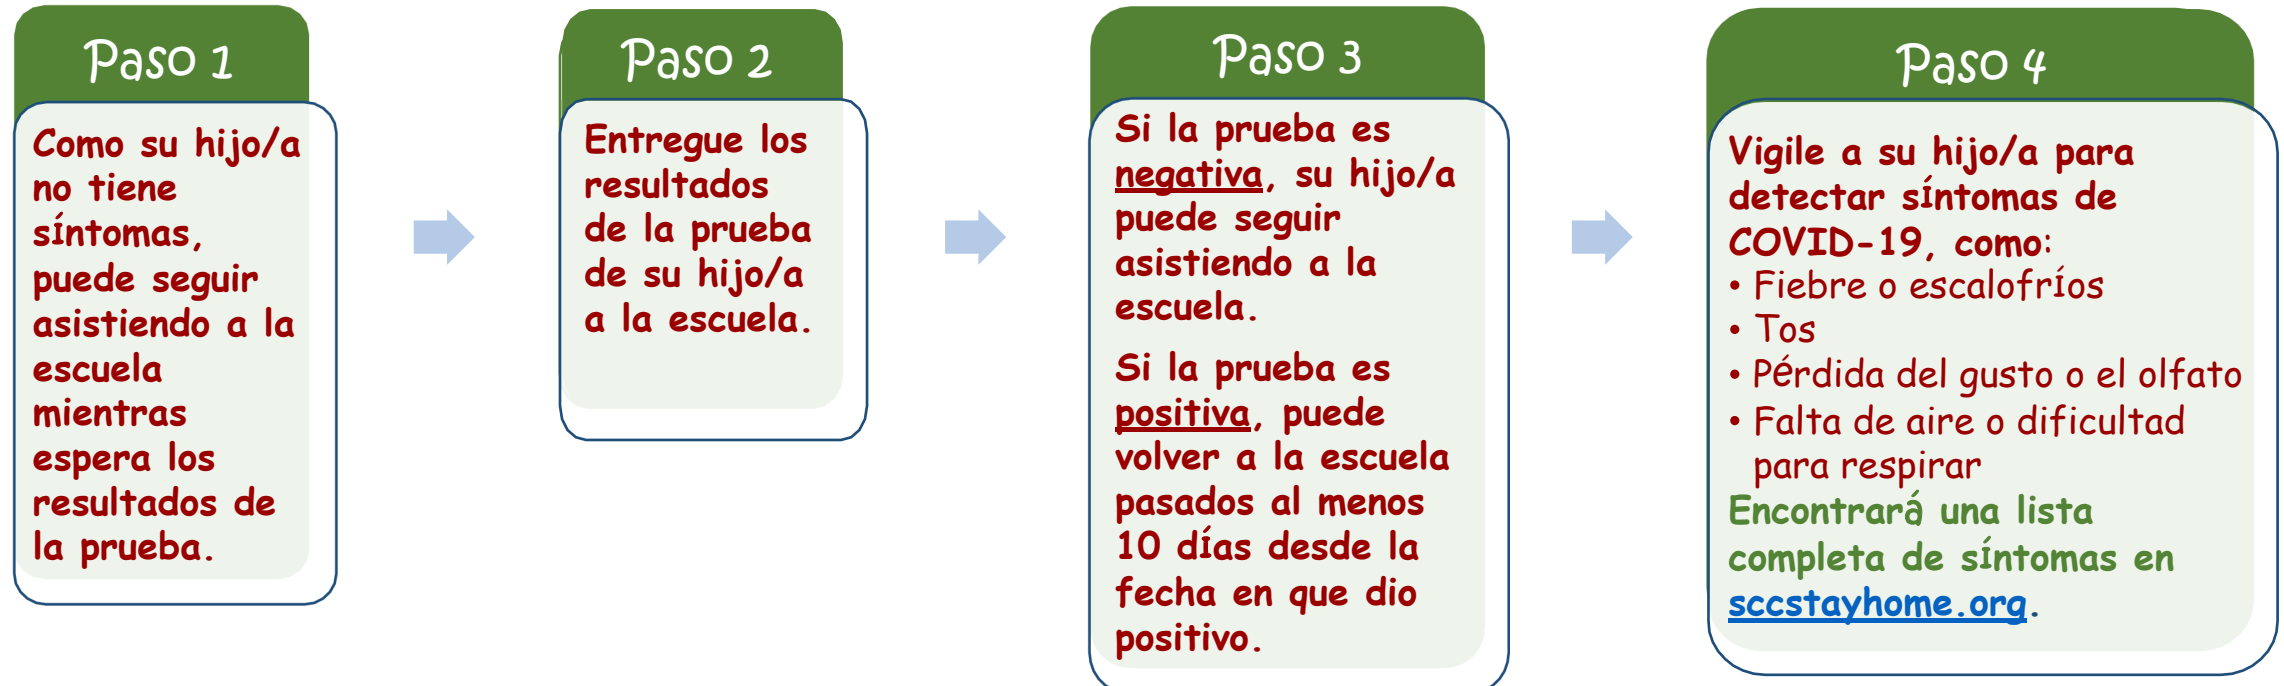 Paso 1
Como su hijo/a
no tiene
síntomas,
puede seguir
asistiendo a la
escuela
mientras
espera los
resultados de
la prueba.
Paso 2
Entregue los
resultados
de la prueba
de su hijo/a
a la escuela.
Paso 3
Si la prueba es
negativa, su hijo/a
puede seguir
asistiendo a la
escuela.
Si la prueba es
positiva, puede
volver a la escuela
pasados al menos
10 días desde la
fecha en que dio
positivo.
Paso 4
Vigile a su hijo/a para
detectar síntomas de
COVID-19, como:
• Fiebre o escalofríos
• Tos
• Pérdida del gusto o el olfato
• Falta de aire o dificultad
para respirar
Encontrará una lista
completa de síntomas en
sccstayhome.org.